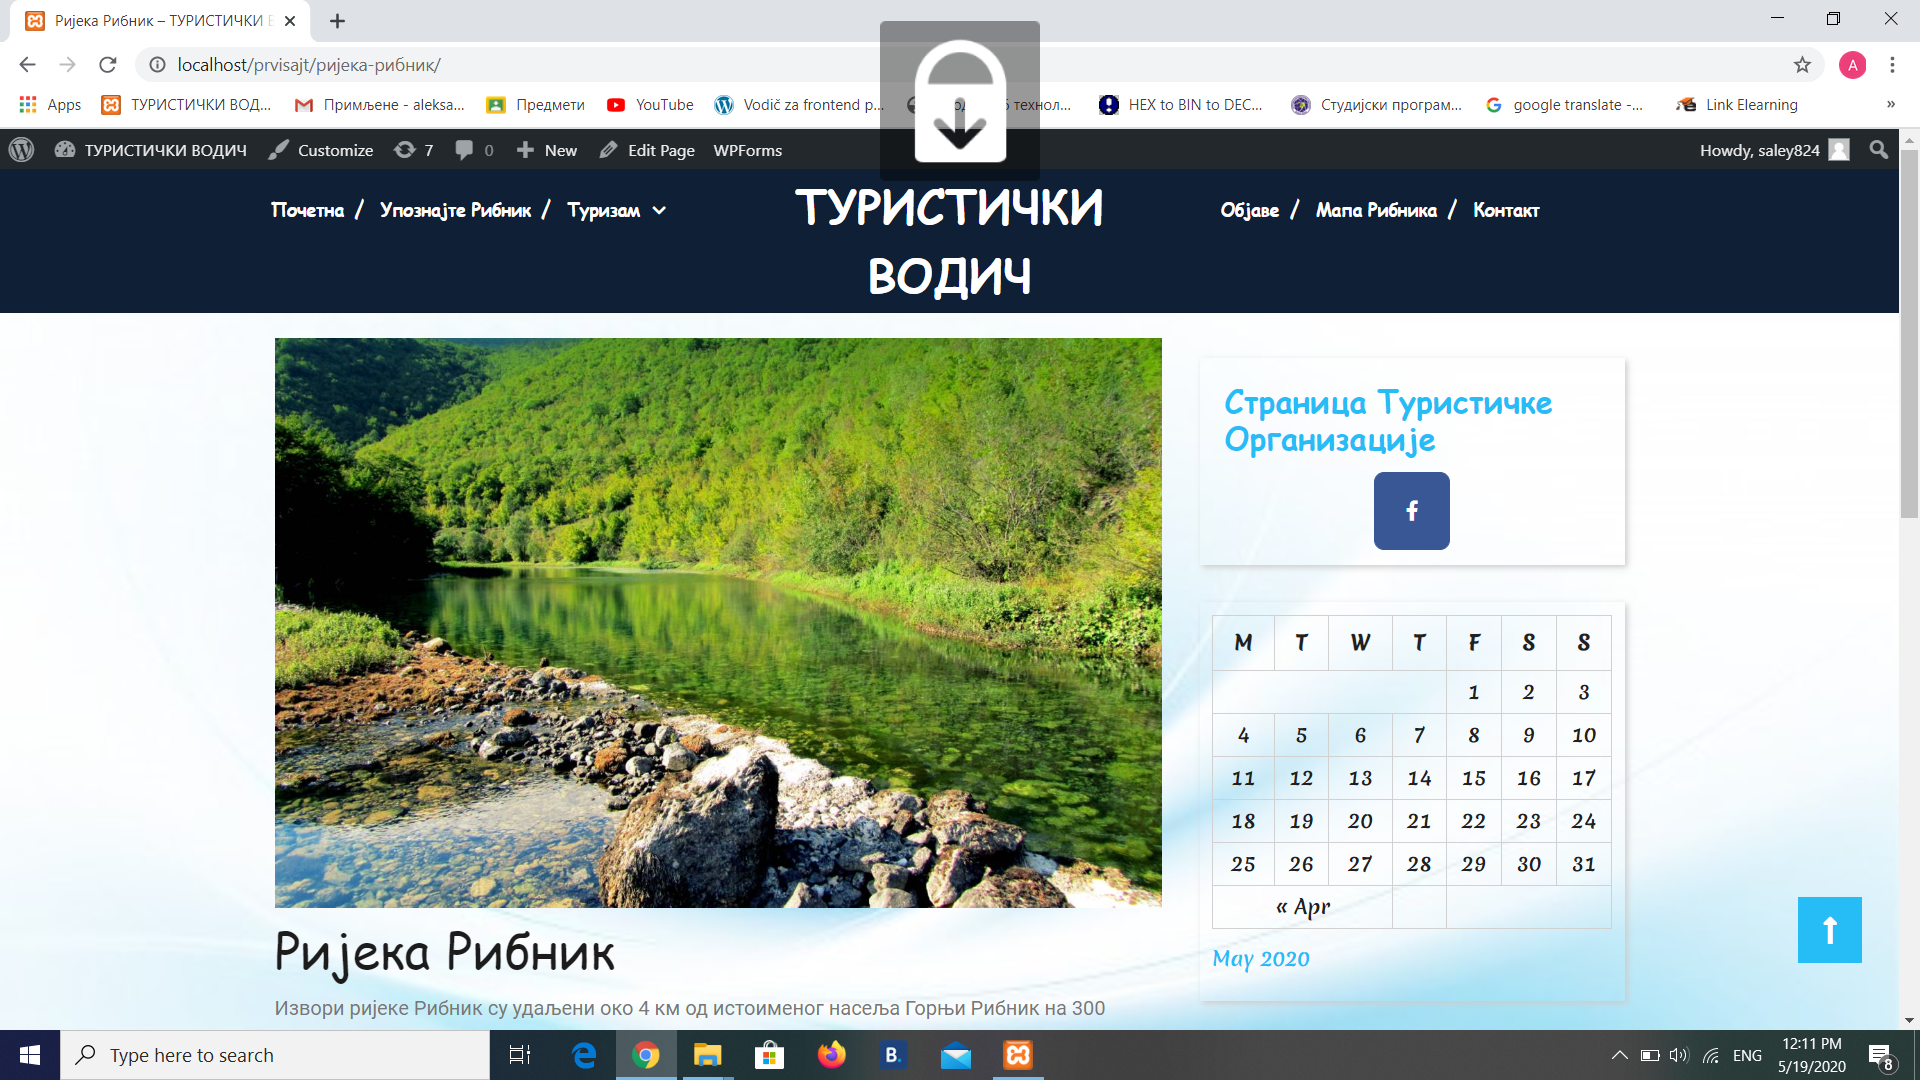 Ријека Рибник – ТУРИСТИЧКИ
localhost/prvisajt/ријека-рибник/
A
Apps
ТУРИСТИЧКИ ВОД...
Примљене - aleksa...
Предмети
YouTube
Vodič za frontend p...
технол...
HEX to BIN to DEC...
Студијски програм...
google translate -...
Link Elearning
»
ТУРИСТИЧКИ ВОДИЧ
Customize
7
0
New
Edit Page
WPForms
Howdy, saley824
Почетна /
Упознајте Рибник /
Туризам
ТУРИСТИЧКИ
ВОДИЧ
Објаве /
Мапа Рибника /
Контакт
Страница Туристичке
Организације
M T W T F S S
1 2 3
4 5 6 7 8 9 10
11 12 13 14 15 16 17
18 19 20 21 22 23 24
25 26 27 28 29 30 31
« Apr
May 2020
Ријека Рибник
Извори ријеке Рибник су удаљени око 4 км од истоименог насеља Горњи Рибник на 300
Type here to search
B.
ENG
12:11 PM
5/19/2020
8